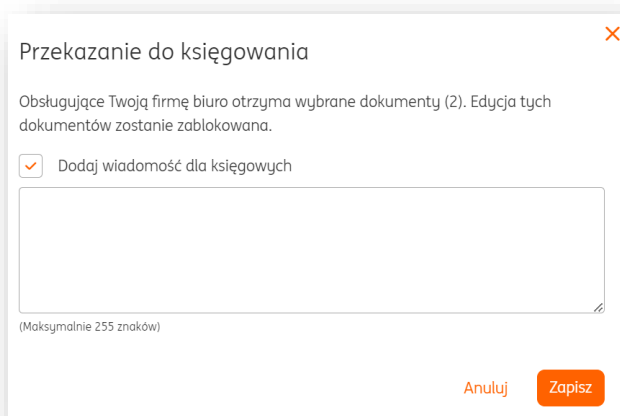 Przekazanie do księgowania
Obsługujące Twoją firmę biuro otrzyma wybrane dokumenty (2). Edycja tych
dokumentów zostanie zablokowana.
Dodaj wiadomość dla księgowych
(Maksymalnie 255 znaków)
Anuluj
Zapisz